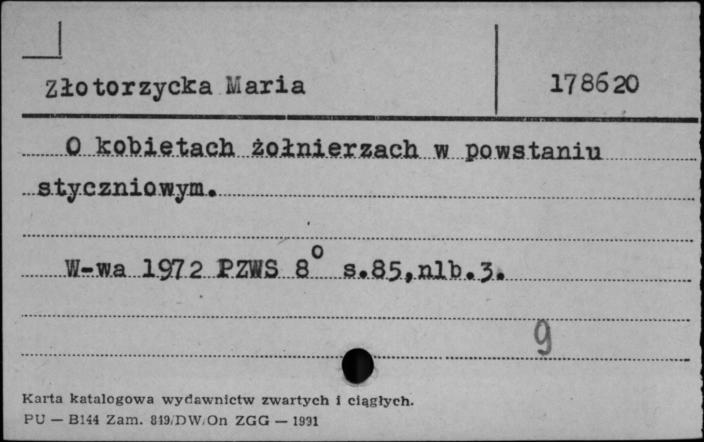 Złotorzycka Maria 178620
O kobietach żołnierzach w powstaniu
styczniowym.
W-wa 1972 PZWS 8° s.85,nlb.3.
9
Karta katalogowa wydawnictw zwartych i ciągłych.
PU — B144 Zam. 849/DW/On ZGG — 1991